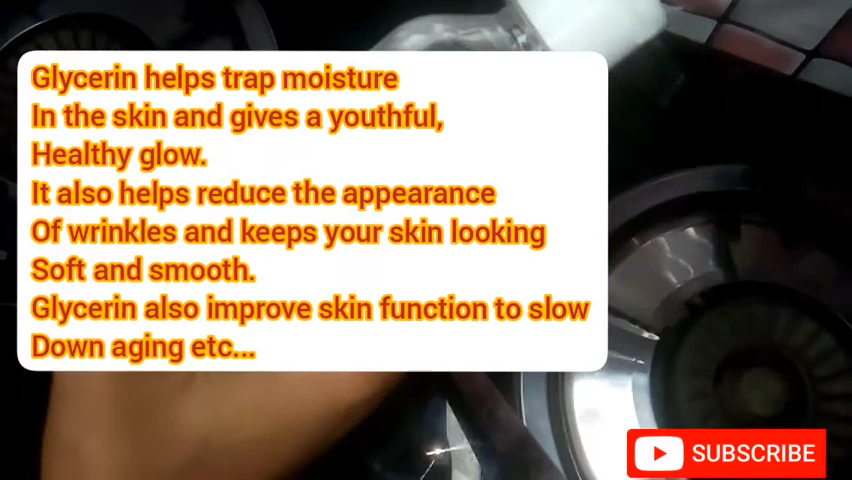 Glycerin helps trap moisture
In the skin and gives a youthful,
Healthy glow.
It also helps reduce the appearance
Of wrinkles and keeps your skin looking
Soft and smooth.
Glycerin also improve skin function to slow
Down aging etc...
SUBSCRIBE